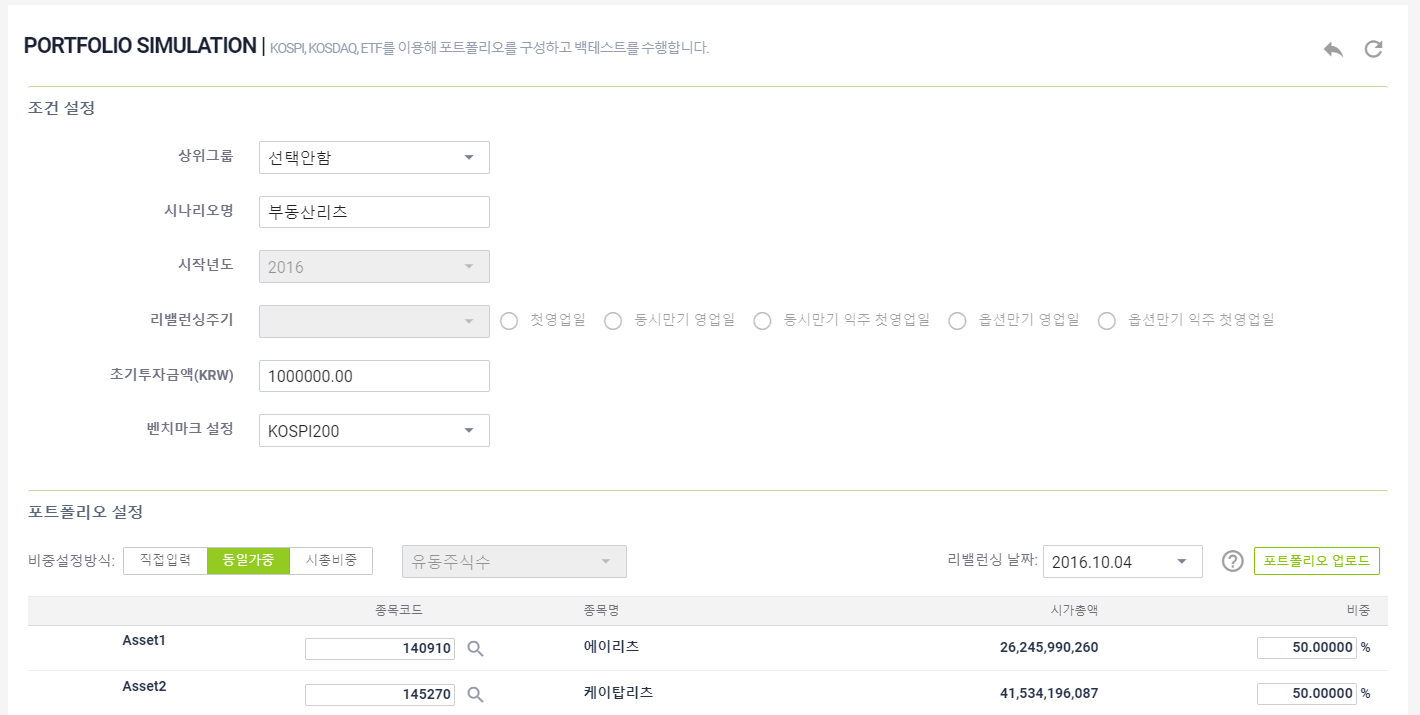 PORTFOLIO SIMULATION | KOSPI, KOSDAQ, ETF를 이용해 포트폴리오를 구성하고 백테스트를 수행합니다.
조건 설정
상위그룹 선택안함
시나리오명 부동산리츠
시작년도 2016
리밸런싱주기 첫영업일 동시만기 영업일 동시만기 익주 첫영업일 옵션만기 영업일 옵션만기 익주 첫영업일
초기투자금액(KRW) 1000000.00
벤치마크 설정 KOSPI200
포트폴리오 설정
비중설정방식: 직접입력 동일가중 시총비중 유동주식수 리밸런싱 날짜: 2016.10.04 ? 포트폴리오 업로드
종목코드 종목명 시가총액 비중
Asset1 140910 에이리츠 26,245,990,260 50.00000 %
Asset2 145270 케이탑리츠 41,534,196,087 50.00000 %